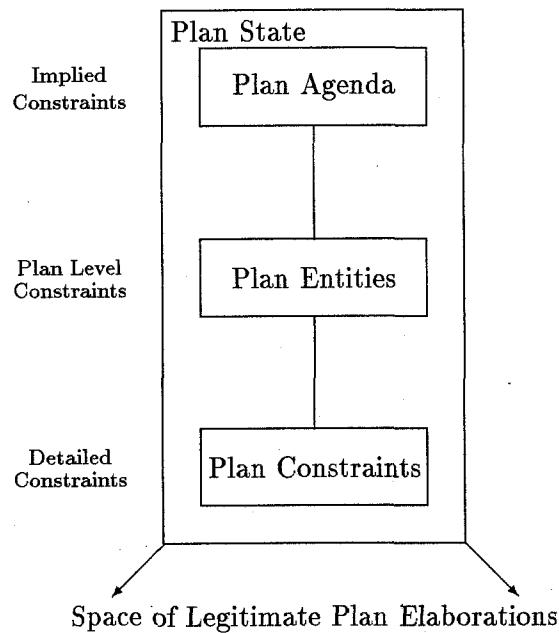 Plan State
Implied
Constraints
Plan Agenda
Plan Level
Constraints
Plan Entities
Detailed
Constraints
Plan Constraints
Space of Legitimate Plan Elaborations